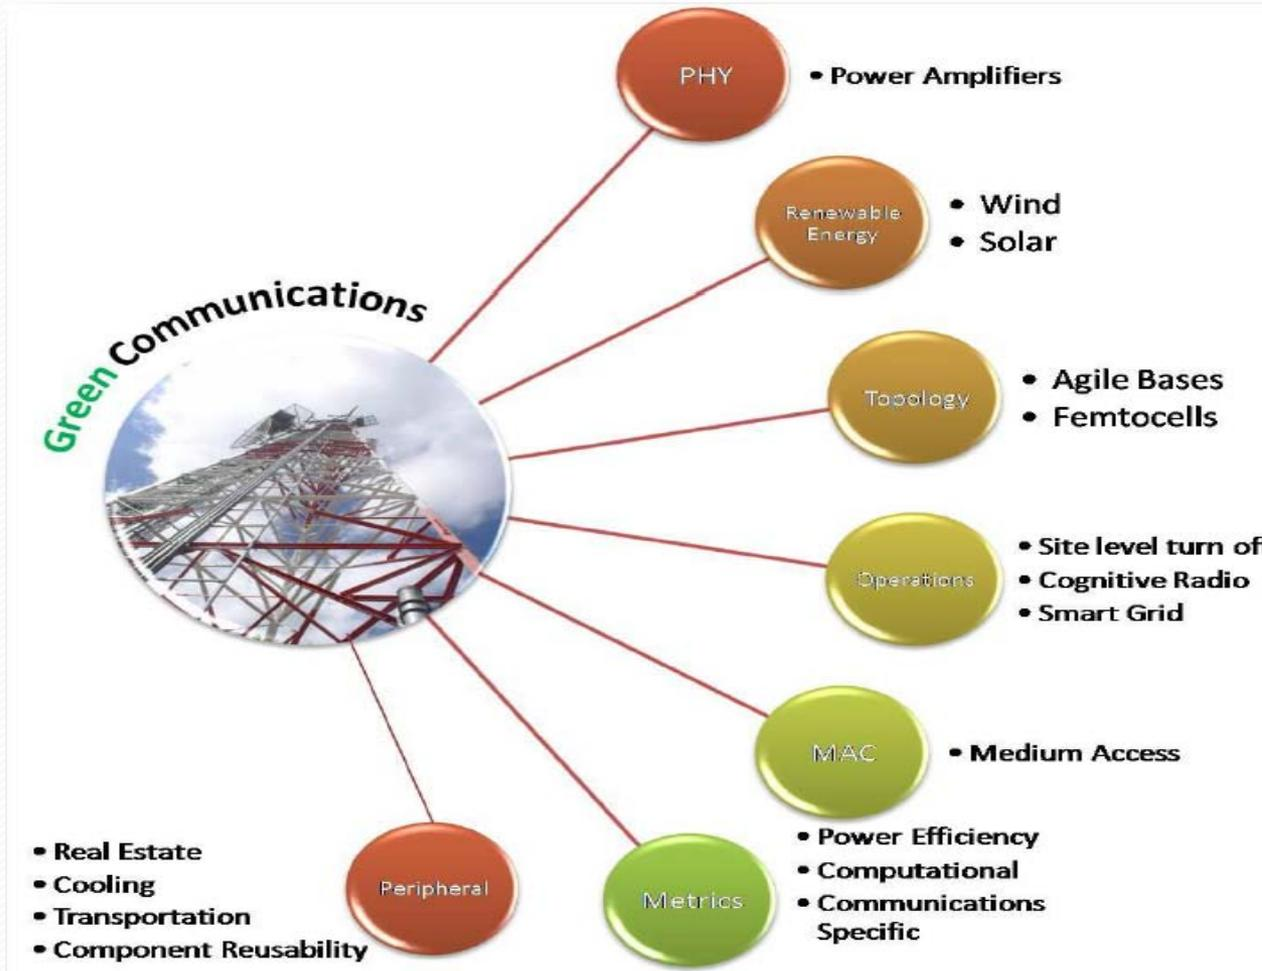 Green Communications
PHY
• Power Amplifiers
Renewable
Energy
• Wind
• Solar
Topology
• Agile Bases
• Femtocells
Operations
• Site level turn of
• Cognitive Radio
• Smart Grid
MAC
• Medium Access
Metrics
• Power Efficiency
• Computational
• Communications
Specific
Peripheral
• Real Estate
• Cooling
• Transportation
• Component Reusability